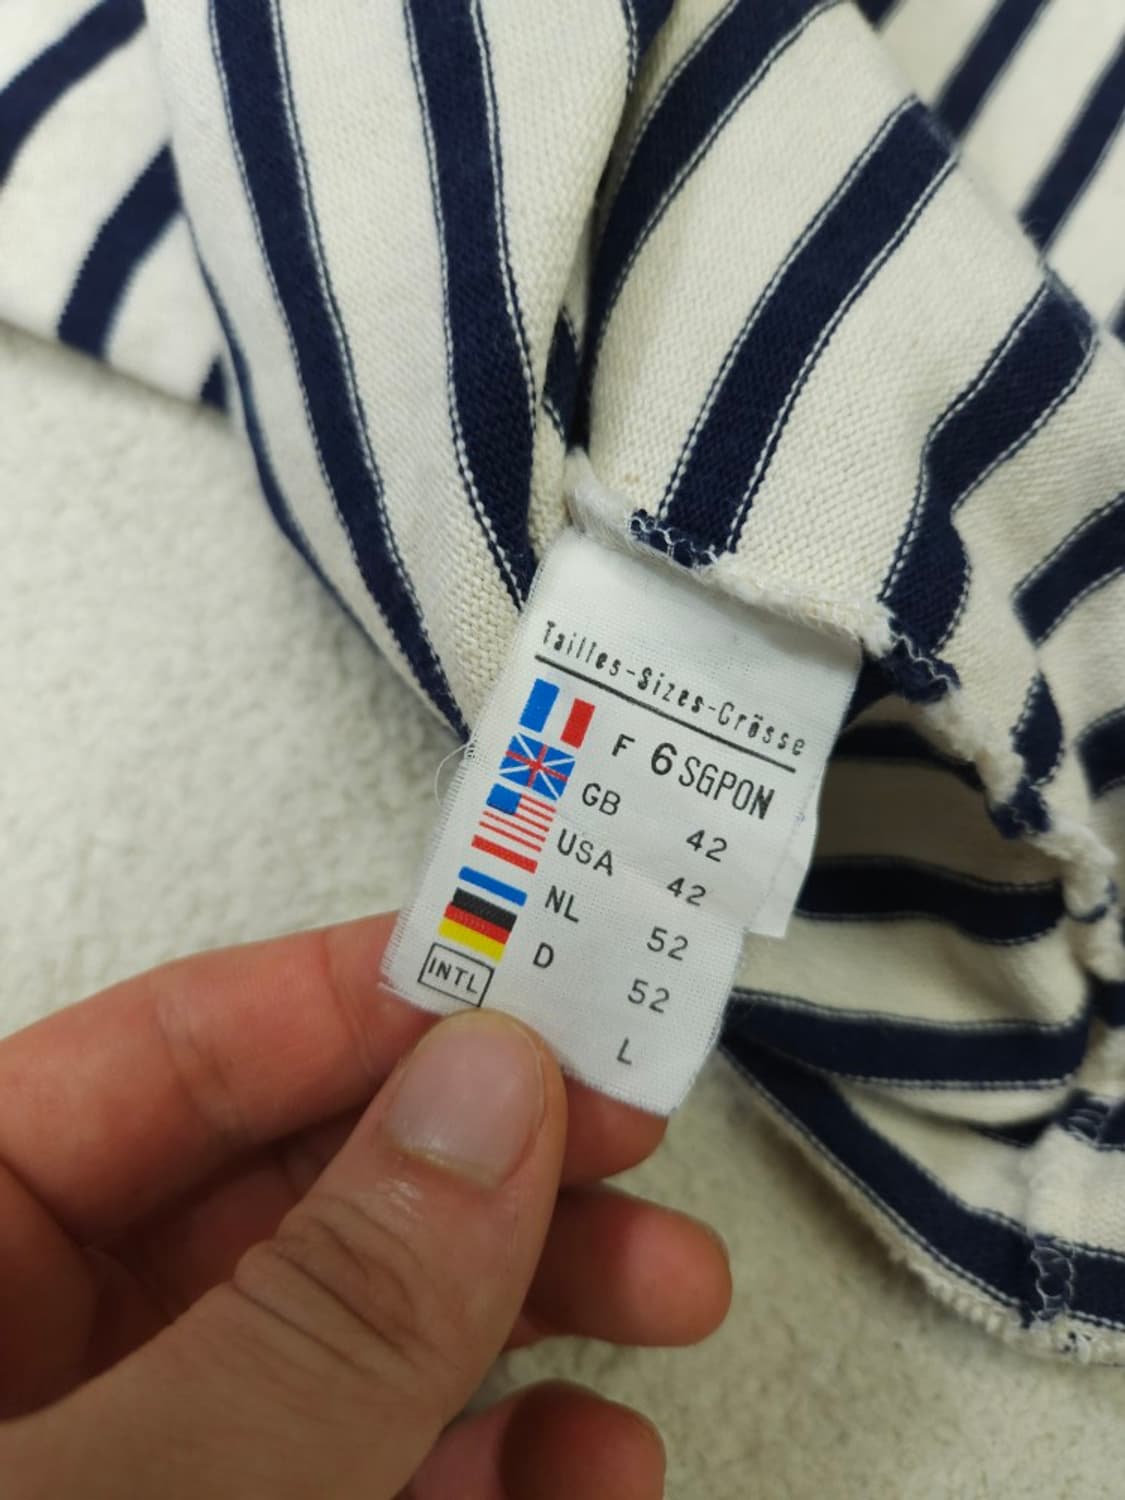 Tailles-Sizes-Grösse
F 6 SGPON
GB 42
USA 42
NL 52
D 52
INTL L